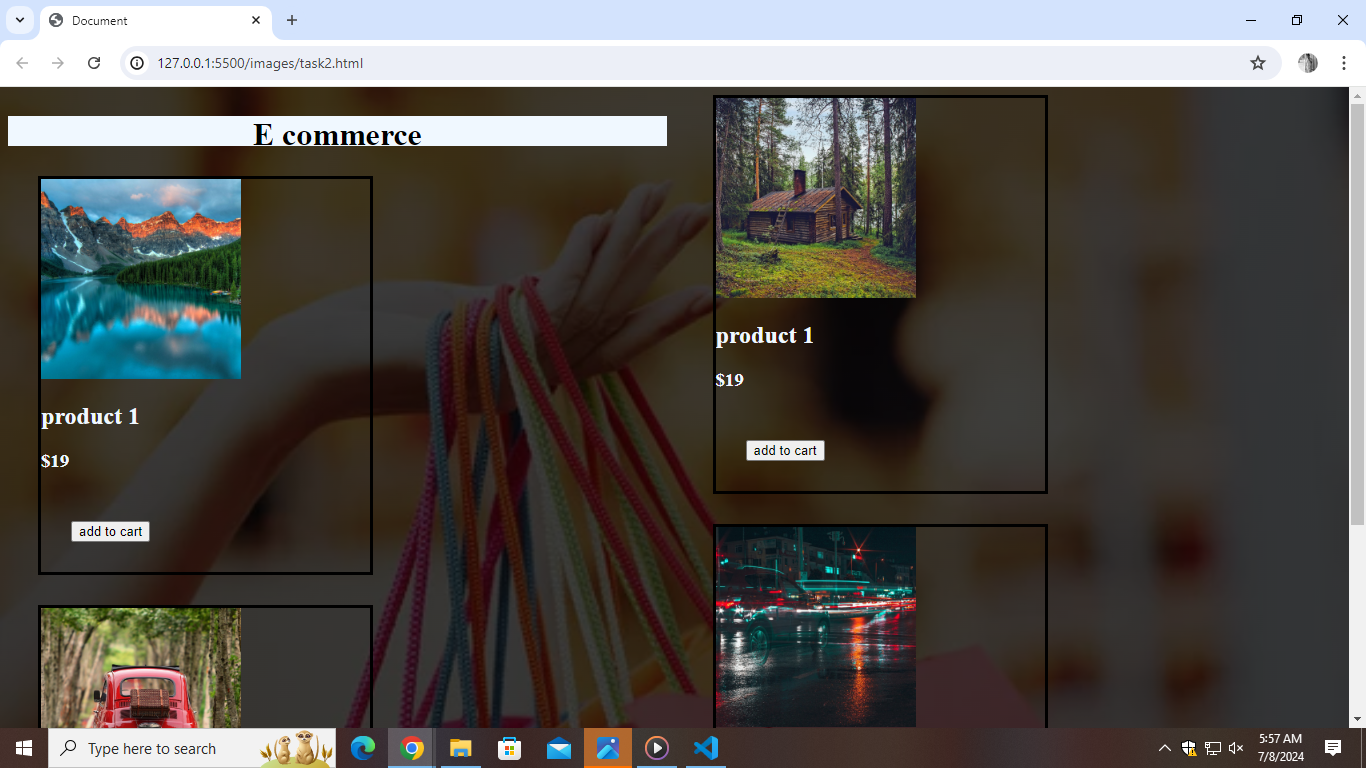 Document
127.0.0.1:5500/images/task2.html
E commerce
product 1
$19
add to cart
product 1
$19
add to cart
Type here to search
5:57 AM
7/8/2024